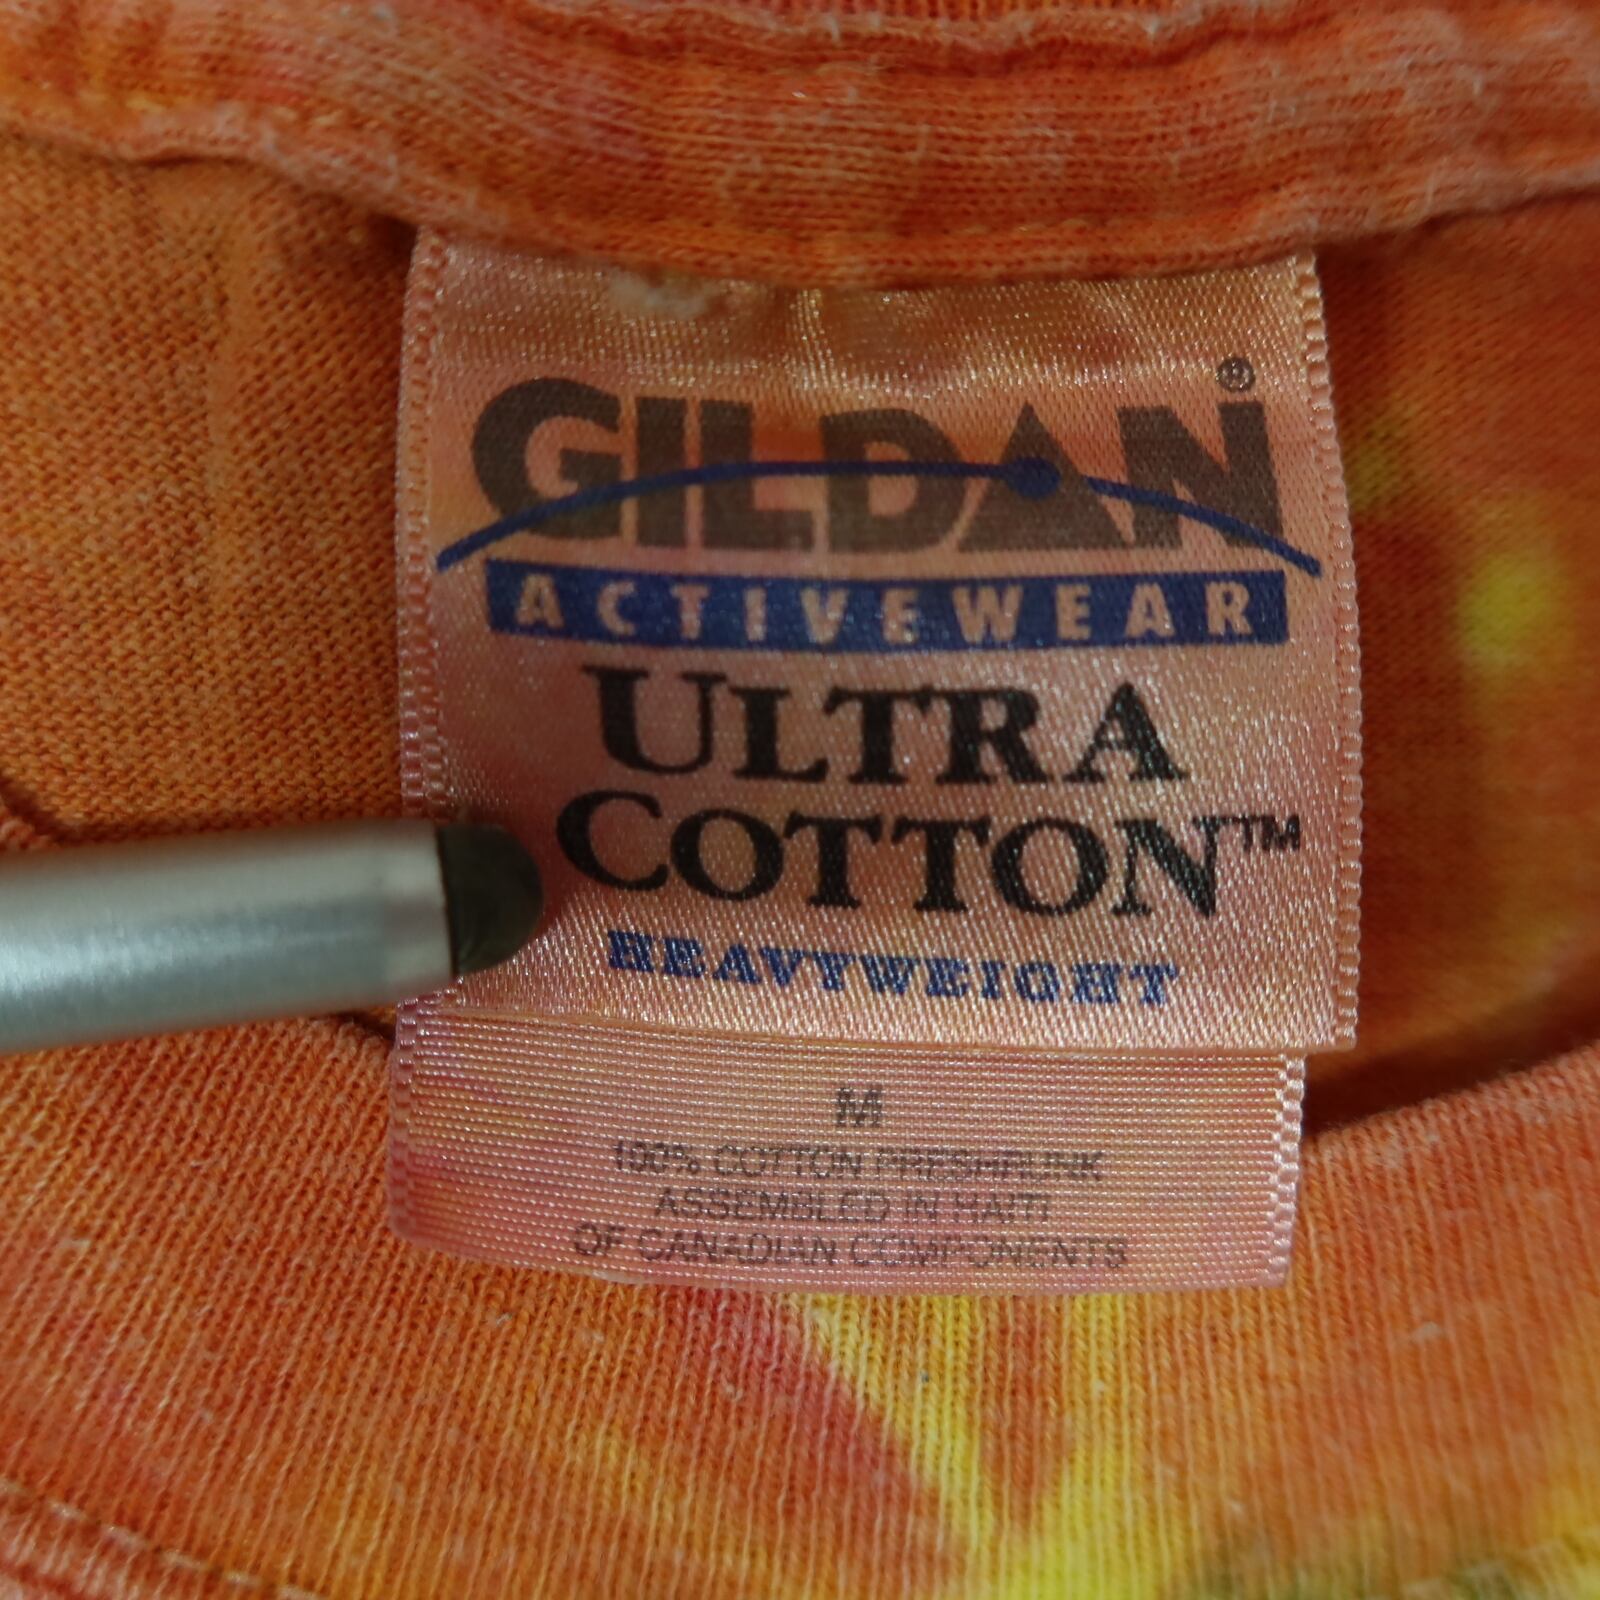 GILDAN®
ACTIVEWEAR
ULTRA
COTTON™
HEAVYWEIGHT
M
100% COTTON PRESHRUNK
ASSEMBLED IN HAITI
OF CANADIAN COMPONENTS